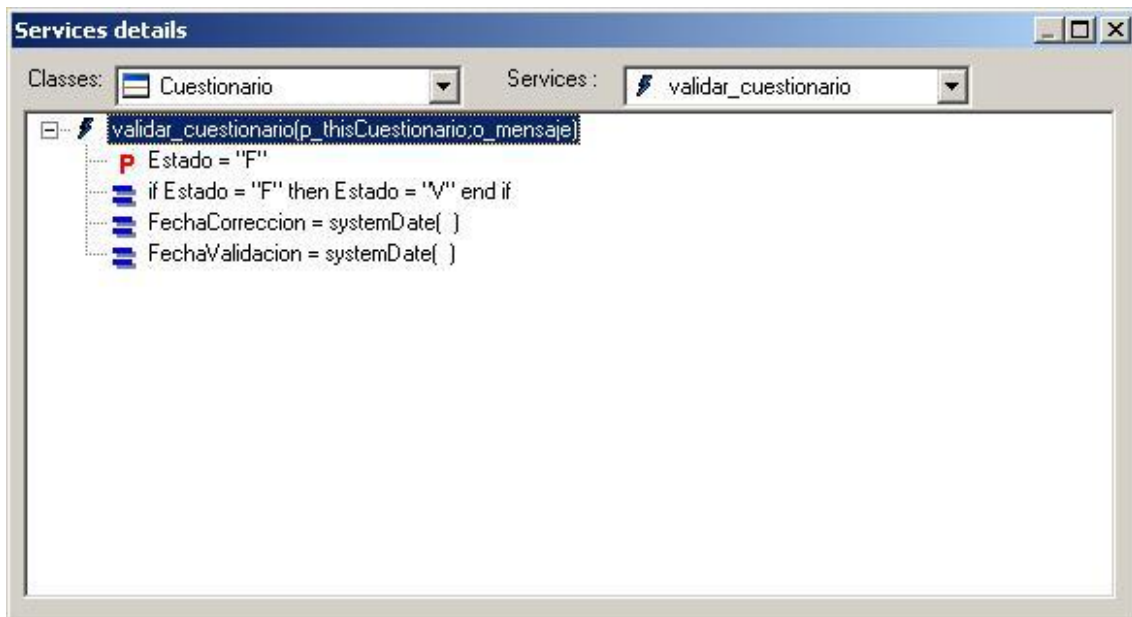 Services details
Classes: Cuestionario Services : validar_cuestionario
validar_cuestionario(p_thisCuestionario;o_mensaje)
P Estado = "F"
if Estado = "F" then Estado = "V" end if
FechaCorreccion = systemDate( )
FechaValidacion = systemDate( )